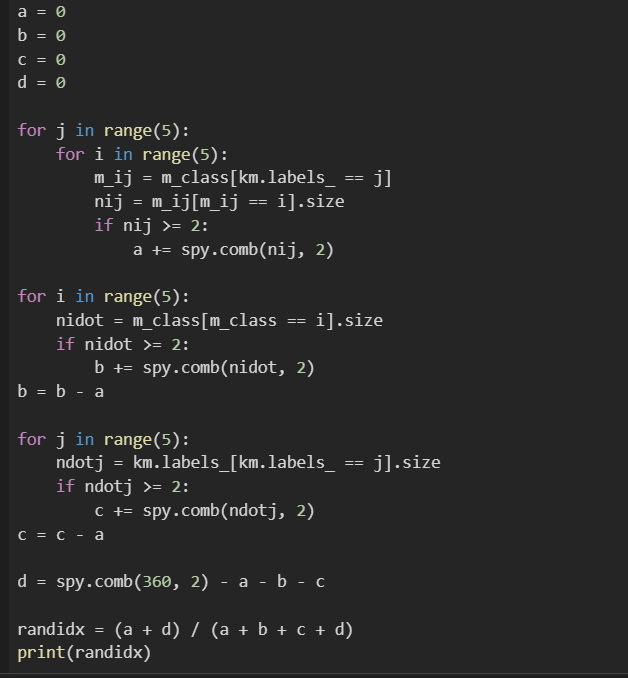 a = 0
b = 0
c = 0
d = 0

for j in range(5):
    for i in range(5):
        m_ij = m_class[km.labels_ == j]
        nij = m_ij[m_ij == i].size
        if nij >= 2:
            a += spy.comb(nij, 2)

for i in range(5):
    nidot = m_class[m_class == i].size
    if nidot >= 2:
        b += spy.comb(nidot, 2)
b = b - a

for j in range(5):
    ndotj = km.labels_[km.labels_ == j].size
    if ndotj >= 2:
        c += spy.comb(ndotj, 2)
c = c - a

d = spy.comb(360, 2) - a - b - c

randidx = (a + d) / (a + b + c + d)
print(randidx)